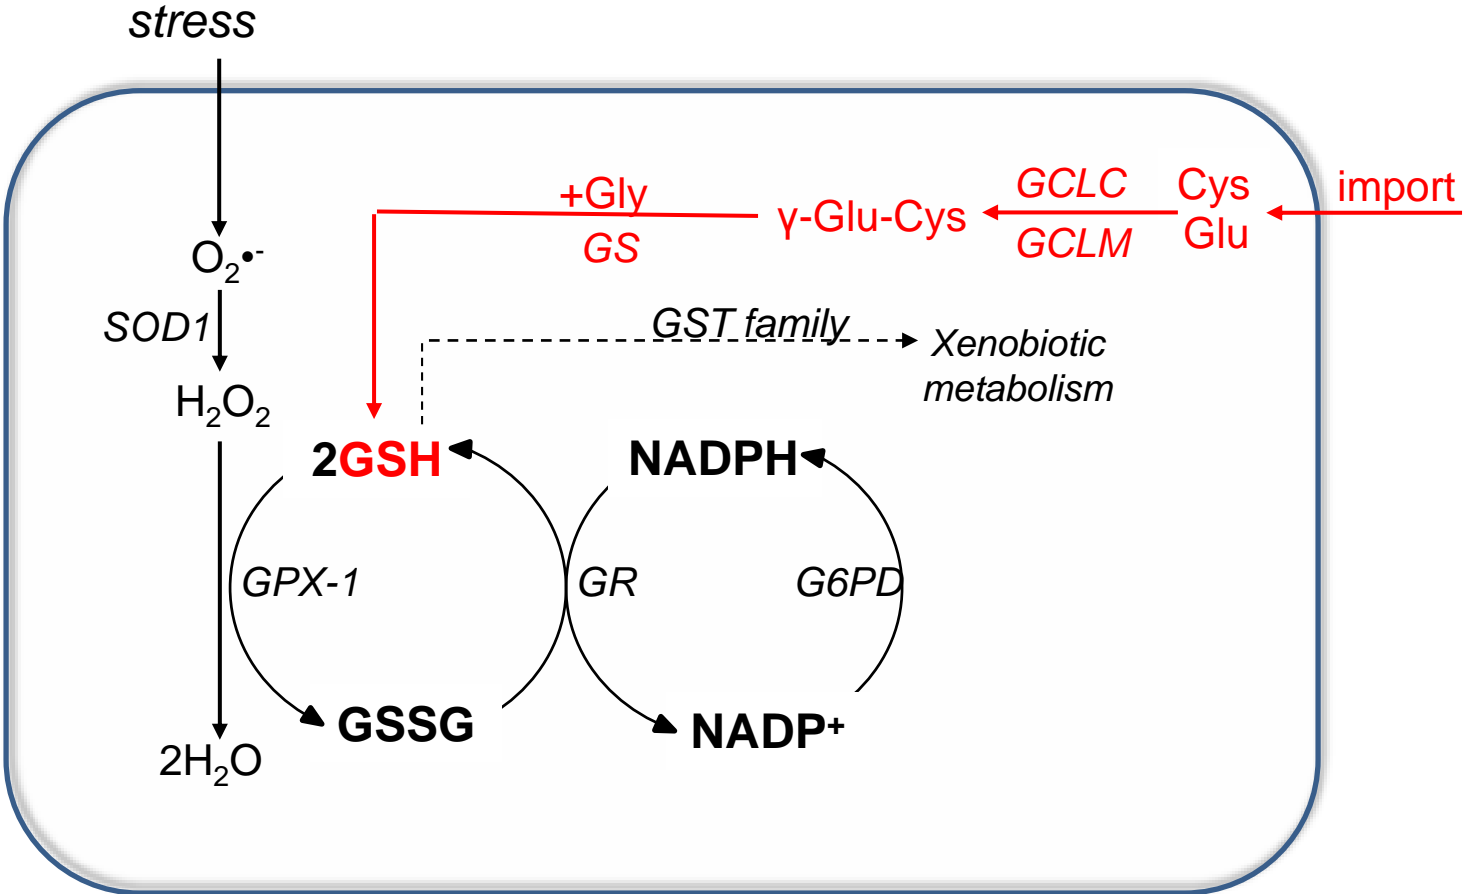 stress
+Gly
GS
γ-Glu-Cys
GCLC
GCLM
Cys
Glu
import
O₂•-
SOD1
H₂O₂
GST family
Xenobiotic
metabolism
2GSH
NADPH
GPX-1
GR
G6PD
GSSG
NADP⁺
2H₂O